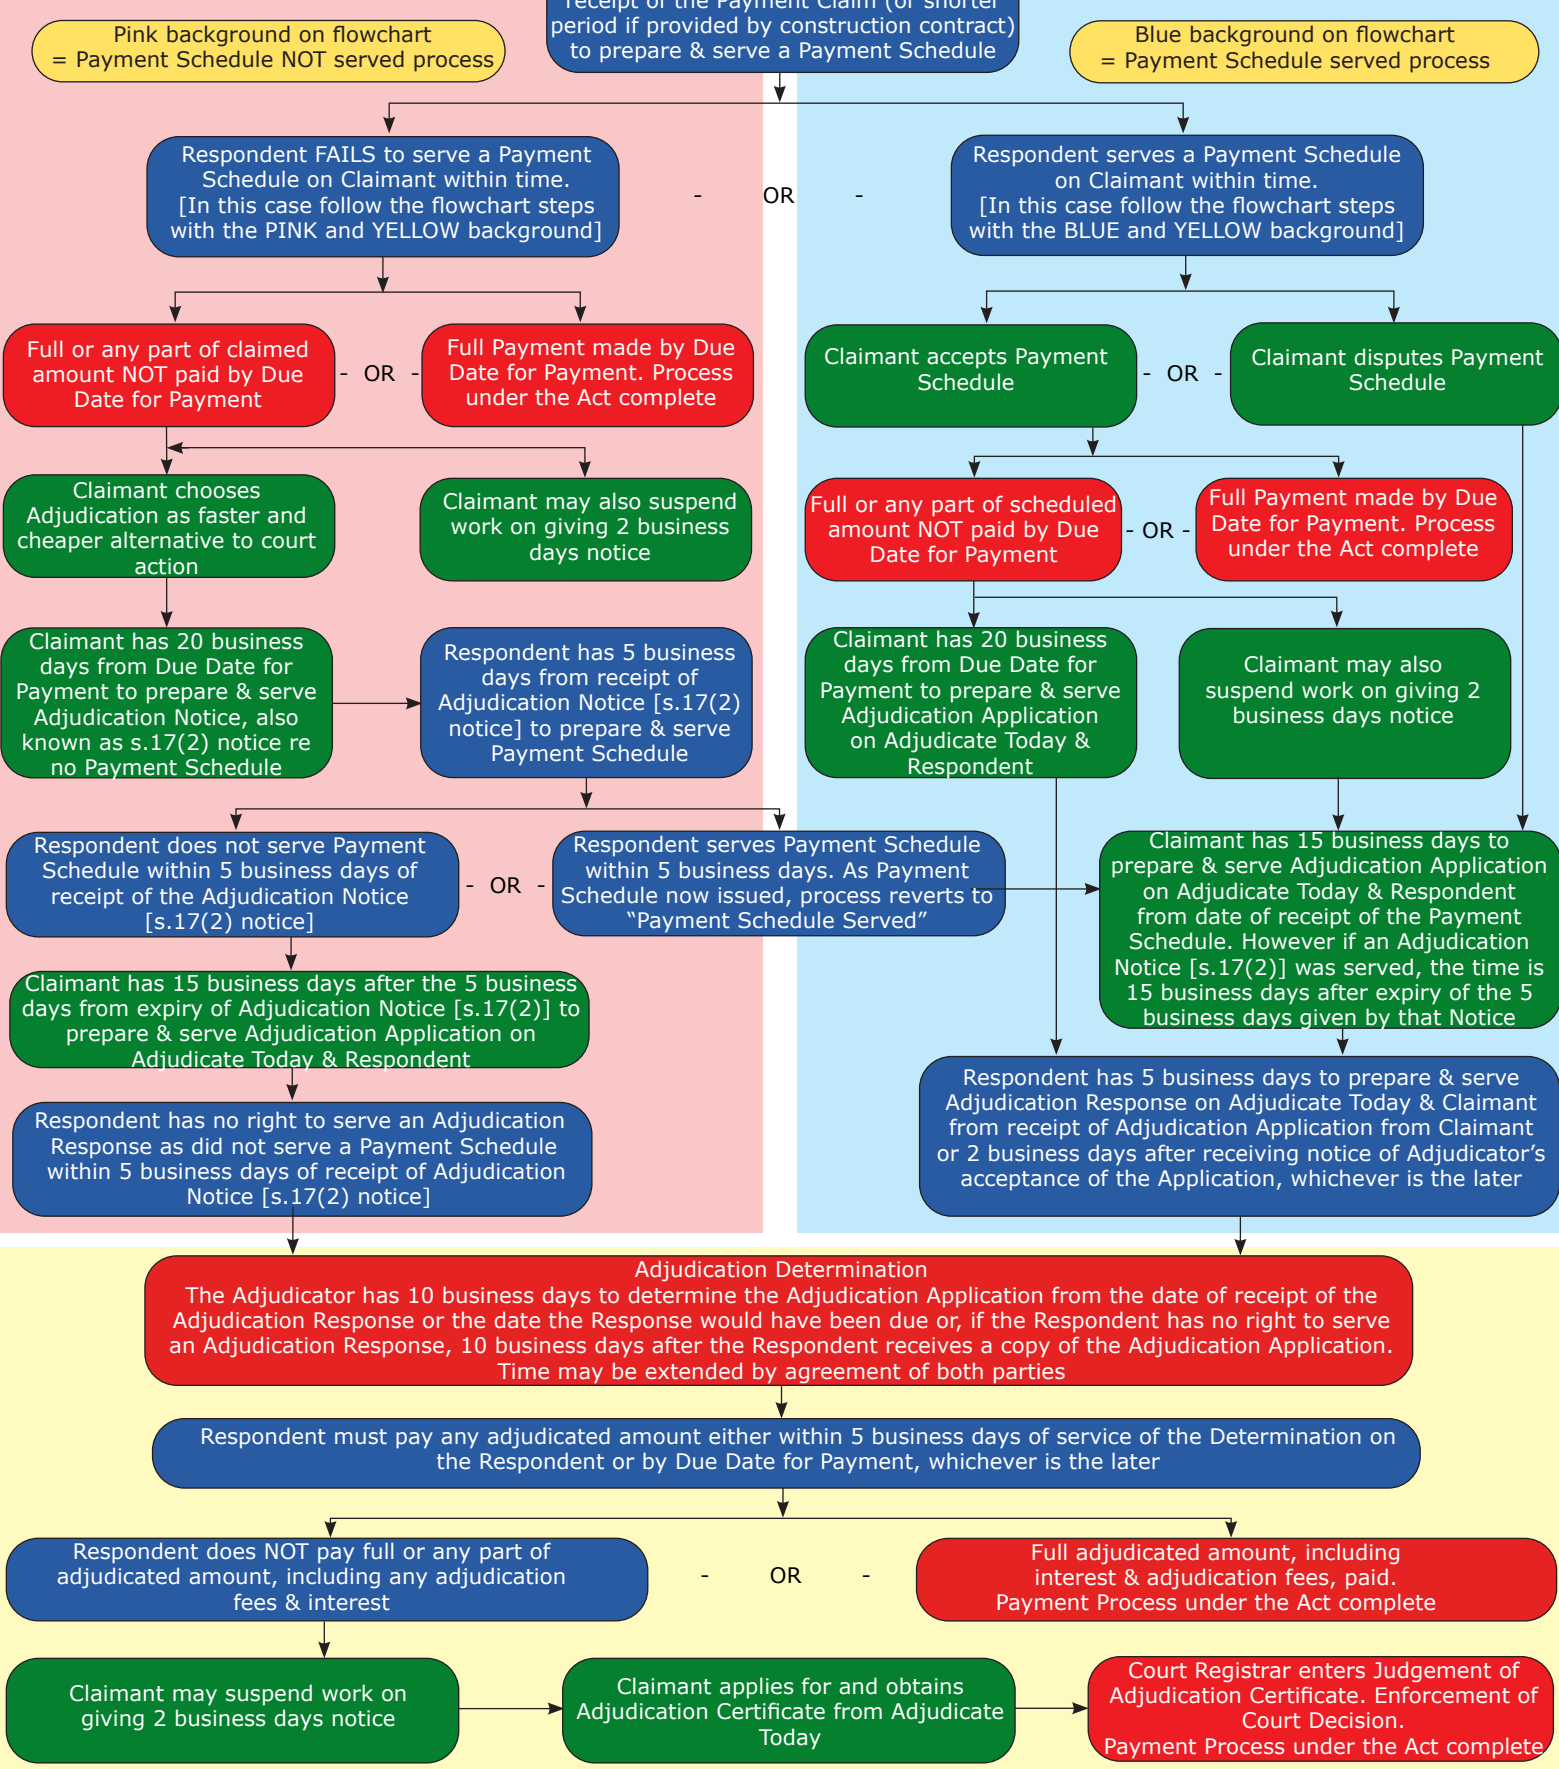 receipt of the Payment Claim (or shorter
period if provided by construction contract)
to prepare & serve a Payment Schedule
Pink background on flowchart
= Payment Schedule NOT served process
Blue background on flowchart
= Payment Schedule served process
Respondent FAILS to serve a Payment
Schedule on Claimant within time.
[In this case follow the flowchart steps
with the PINK and YELLOW background]
- OR -
Respondent serves a Payment Schedule
on Claimant within time.
[In this case follow the flowchart steps
with the BLUE and YELLOW background]
Full or any part of claimed
amount NOT paid by Due
Date for Payment
- OR -
Full Payment made by Due
Date for Payment. Process
under the Act complete
Claimant accepts Payment
Schedule
- OR -
Claimant disputes Payment
Schedule
Claimant chooses
Adjudication as faster and
cheaper alternative to court
action
Claimant may also suspend
work on giving 2 business
days notice
Full or any part of scheduled
amount NOT paid by Due
Date for Payment
- OR -
Full Payment made by Due
Date for Payment. Process
under the Act complete
Claimant has 20 business
days from Due Date for
Payment to prepare & serve
Adjudication Notice, also
known as s.17(2) notice re
no Payment Schedule
Respondent has 5 business
days from receipt of
Adjudication Notice [s.17(2)
notice] to prepare & serve
Payment Schedule
Claimant has 20 business
days from Due Date for
Payment to prepare & serve
Adjudication Application
on Adjudicate Today &
Respondent
Claimant may also
suspend work on giving 2
business days notice
Respondent does not serve Payment
Schedule within 5 business days of
receipt of the Adjudication Notice
[s.17(2) notice]
- OR -
Respondent serves Payment Schedule
within 5 business days. As Payment
Schedule now issued, process reverts to
“Payment Schedule Served”
Claimant has 15 business days to
prepare & serve Adjudication Application
on Adjudicate Today & Respondent
from date of receipt of the Payment
Schedule. However if an Adjudication
Notice [s.17(2)] was served, the time is
15 business days after expiry of the 5
business days given by that Notice
Claimant has 15 business days after the 5 business
days from expiry of Adjudication Notice [s.17(2)] to
prepare & serve Adjudication Application on
Adjudicate Today & Respondent
Respondent has no right to serve an Adjudication
Response as did not serve a Payment Schedule
within 5 business days of receipt of Adjudication
Notice [s.17(2) notice]
Respondent has 5 business days to prepare & serve
Adjudication Response on Adjudicate Today & Claimant
from receipt of Adjudication Application from Claimant
or 2 business days after receiving notice of Adjudicator’s
acceptance of the Application, whichever is the later
Adjudication Determination
The Adjudicator has 10 business days to determine the Adjudication Application from the date of receipt of the
Adjudication Response or the date the Response would have been due or, if the Respondent has no right to serve
an Adjudication Response, 10 business days after the Respondent receives a copy of the Adjudication Application.
Time may be extended by agreement of both parties
Respondent must pay any adjudicated amount either within 5 business days of service of the Determination on
the Respondent or by Due Date for Payment, whichever is the later
Respondent does NOT pay full or any part of
adjudicated amount, including any adjudication
fees & interest
- OR -
Full adjudicated amount, including
interest & adjudication fees, paid.
Payment Process under the Act complete
Claimant may suspend work on
giving 2 business days notice
Claimant applies for and obtains
Adjudication Certificate from Adjudicate
Today
Court Registrar enters Judgement of
Adjudication Certificate. Enforcement of
Court Decision.
Payment Process under the Act complete